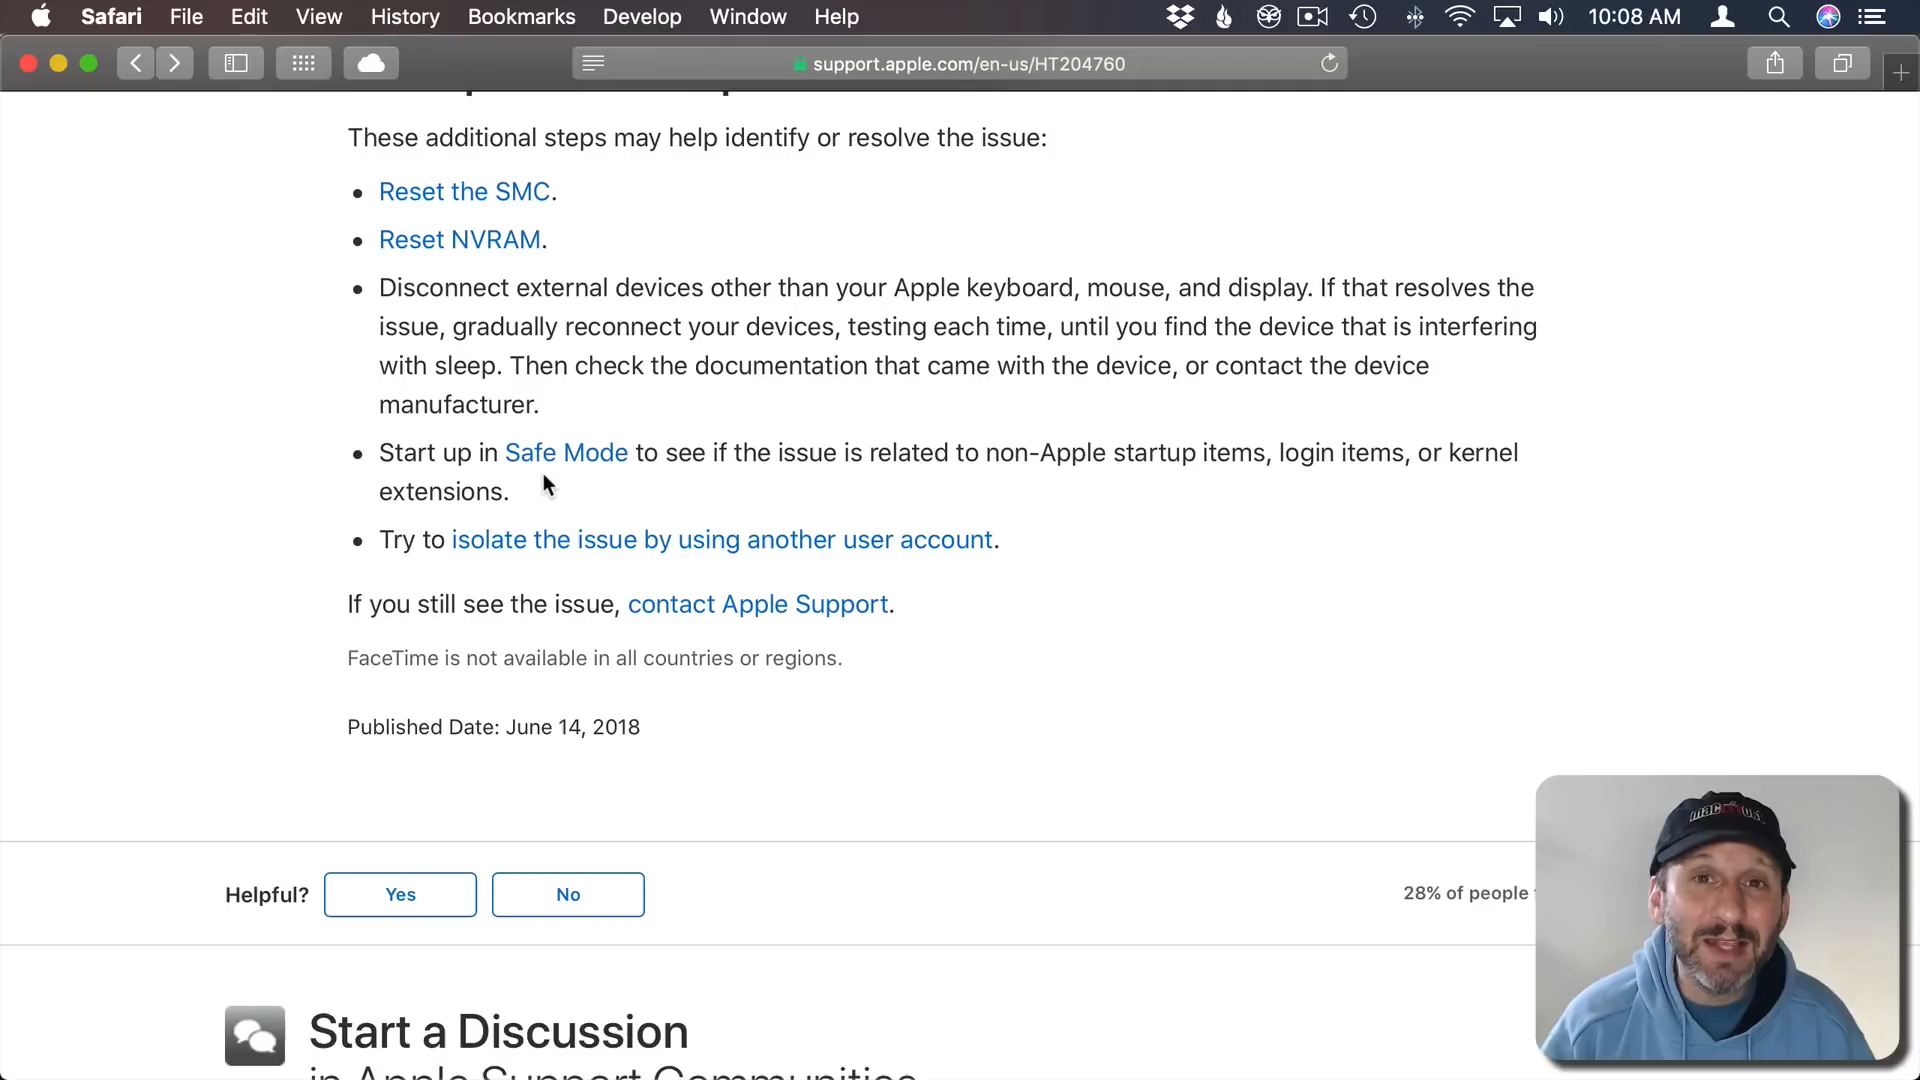 Safari File Edit View History Bookmarks Develop Window Help 10:08 AM
support.apple.com/en-us/HT204760
These additional steps may help identify or resolve the issue:
• Reset the SMC.
• Reset NVRAM.
• Disconnect external devices other than your Apple keyboard, mouse, and display. If that resolves the
issue, gradually reconnect your devices, testing each time, until you find the device that is interfering
with sleep. Then check the documentation that came with the device, or contact the device
manufacturer.
• Start up in Safe Mode to see if the issue is related to non-Apple startup items, login items, or kernel
extensions.
• Try to isolate the issue by using another user account.
If you still see the issue, contact Apple Support.
FaceTime is not available in all countries or regions.
Published Date: June 14, 2018
Helpful? Yes No 28% of people
Start a Discussion
in Apple Support Communities